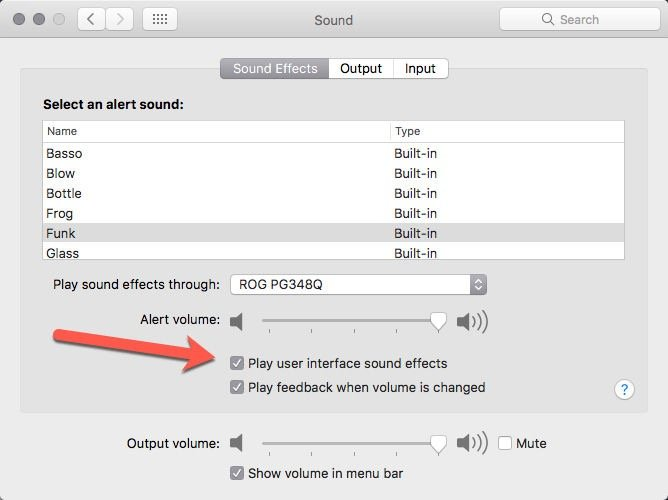 Sound
Search
Sound Effects Output Input
Select an alert sound:
Name Type
Basso Built-in
Blow Built-in
Bottle Built-in
Frog Built-in
Funk Built-in
Glass Built-in
Play sound effects through: ROG PG348Q
Alert volume:
Play user interface sound effects
Play feedback when volume is changed
?
Output volume: Mute
Show volume in menu bar